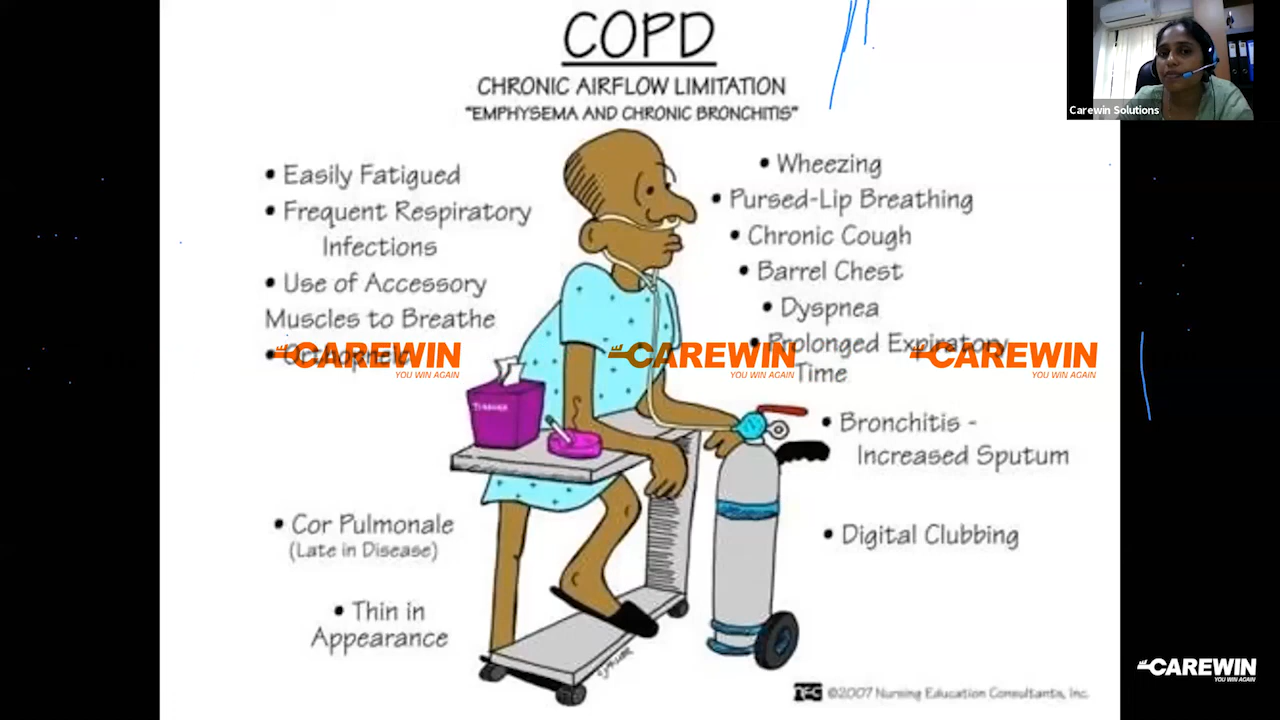 COPD
CHRONIC AIRFLOW LIMITATION
"EMPHYSEMA AND CHRONIC BRONCHITIS"
Carewin Solutions
• Easily Fatigued
• Frequent Respiratory
Infections
• Use of Accessory
Muscles to Breathe
• Orthopneic
• Wheezing
• Pursed-Lip Breathing
• Chronic Cough
• Barrel Chest
• Dyspnea
• Prolonged Expiratory
Time
• Bronchitis -
Increased Sputum
• Digital Clubbing
• Cor Pulmonale
(Late in Disease)
• Thin in
Appearance
CAREWIN
YOU WIN AGAIN
CAREWIN
YOU WIN AGAIN
CAREWIN
YOU WIN AGAIN
©2007 Nursing Education Consultants, Inc.
CAREWIN
YOU WIN AGAIN